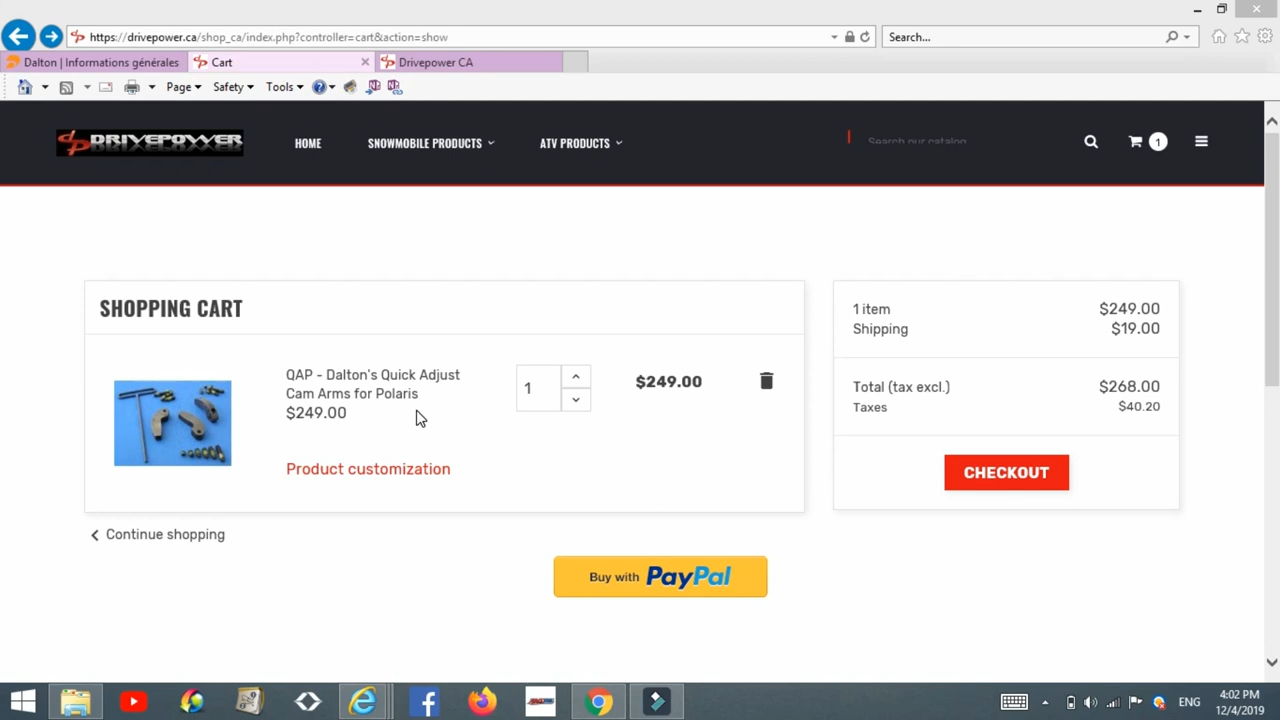 https://drivepower.ca/shop_ca/index.php?controller=cart&action=show
Search...
Dalton | Informations générales
Cart
Drivepower CA
Page
Safety
Tools
DRIVEPOWER
HOME
SNOWMOBILE PRODUCTS
ATV PRODUCTS
Search our catalog
1
SHOPPING CART
QAP - Dalton's Quick Adjust
Cam Arms for Polaris
$249.00
1
$249.00
Product customization
1 item
$249.00
Shipping
$19.00
Total (tax excl.)
$268.00
Taxes
$40.20
CHECKOUT
Continue shopping
Buy with PayPal
ENG
4:02 PM
12/4/2019